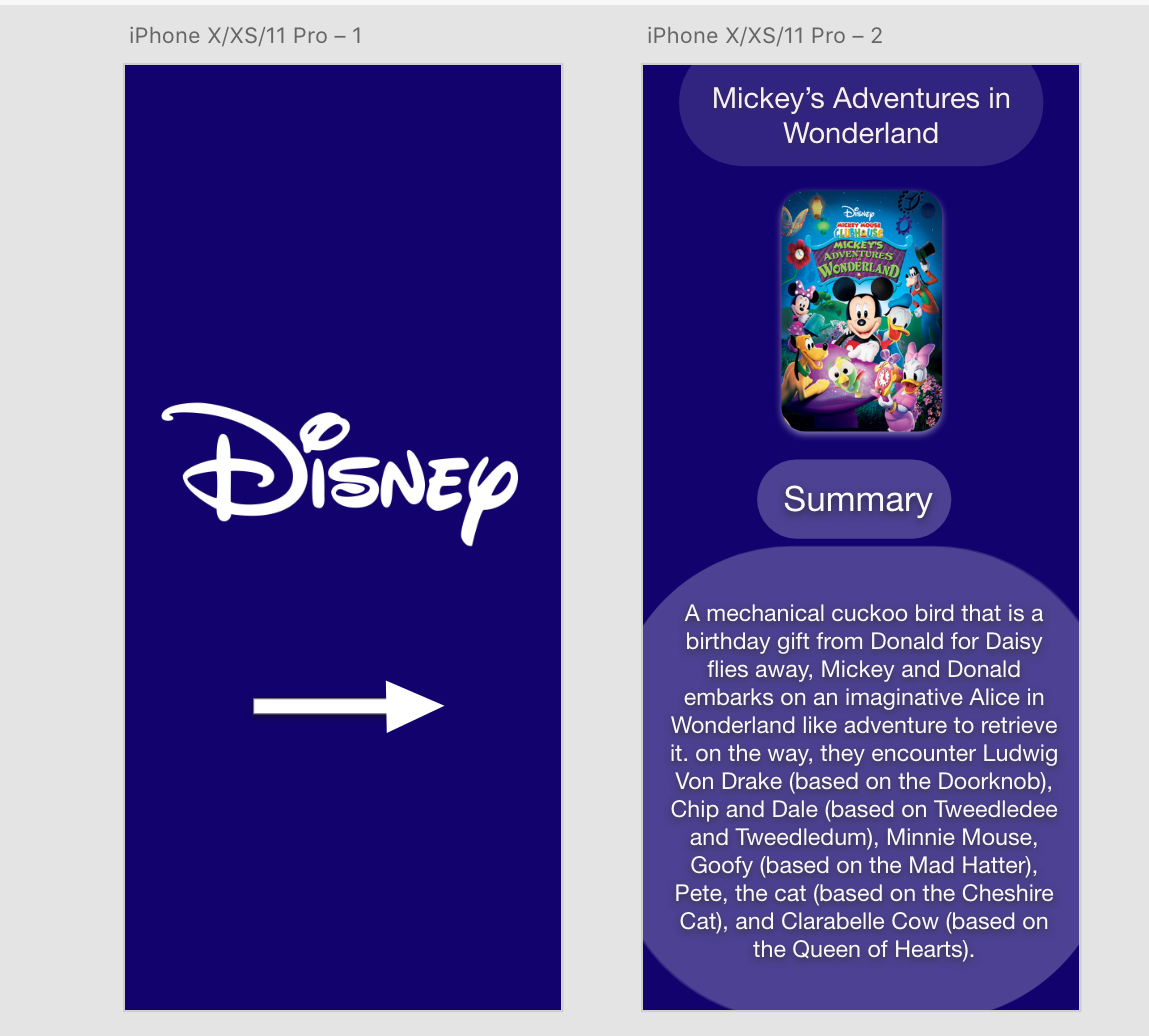 iPhone X/XS/11 Pro – 1
Disney
iPhone X/XS/11 Pro – 2
Mickey’s Adventures in
Wonderland
Disney
MICKEY MOUSE
CLUBHOUSE
MICKEY'S
ADVENTURES
IN
WONDERLAND
Summary
A mechanical cuckoo bird that is a
birthday gift from Donald for Daisy
flies away, Mickey and Donald
embarks on an imaginative Alice in
Wonderland like adventure to retrieve
it. on the way, they encounter Ludwig
Von Drake (based on the Doorknob),
Chip and Dale (based on Tweedledee
and Tweedledum), Minnie Mouse,
Goofy (based on the Mad Hatter),
Pete, the cat (based on the Cheshire
Cat), and Clarabelle Cow (based on
the Queen of Hearts).